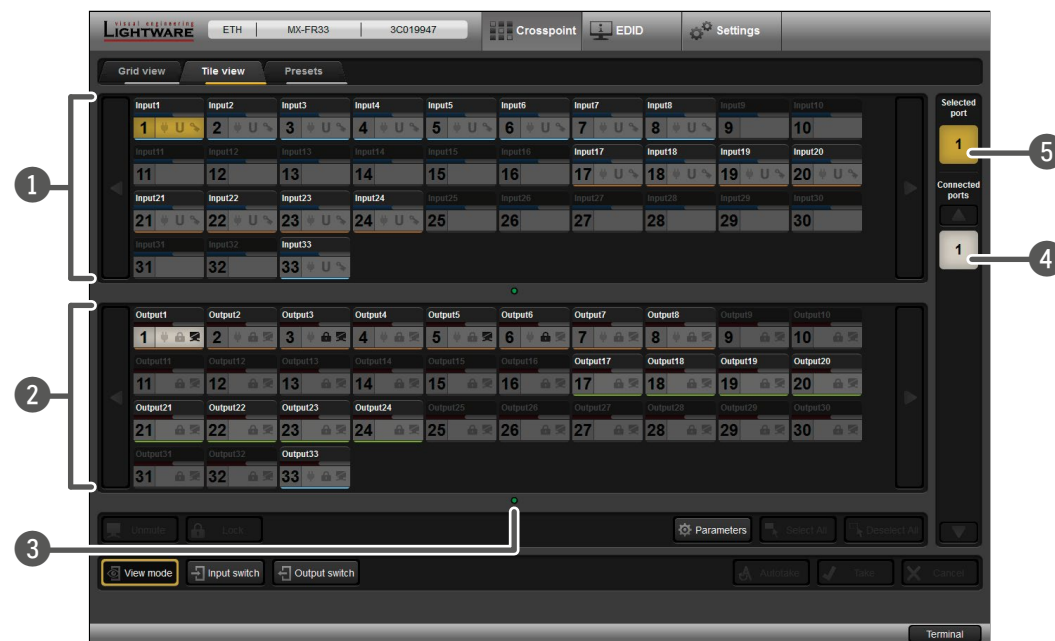 visual engineering
LIGHTWARE ETH MX-FR33 3C019947 Crosspoint EDID Settings
Grid view Tile view Presets
Input1 Input2 Input3 Input4 Input5 Input6 Input7 Input8 Input9 Input10
1 U 2 U 3 U 4 U 5 U 6 U 7 U 8 U 9 10
Input11 Input12 Input13 Input14 Input15 Input16 Input17 Input18 Input19 Input20
11 12 13 14 15 16 17 U 18 U 19 U 20 U
Input21 Input22 Input23 Input24 Input25 Input26 Input27 Input28 Input29 Input30
21 U 22 U 23 U 24 U 25 26 27 28 29 30
Input31 Input32 Input33
31 32 33 U
Output1 Output2 Output3 Output4 Output5 Output6 Output7 Output8 Output9 Output10
1 2 3 4 5 6 7 8 9 10
Output11 Output12 Output13 Output14 Output15 Output16 Output17 Output18 Output19 Output20
11 12 13 14 15 16 17 18 19 20
Output21 Output22 Output23 Output24 Output25 Output26 Output27 Output28 Output29 Output30
21 22 23 24 25 26 27 28 29 30
Output31 Output32 Output33
31 32 33
Selected
port
1
Connected
ports
1
Unmute Lock Parameters Select All Deselect All
View mode Input switch Output switch Autotake Take Cancel
Terminal
1
2
3
4
5